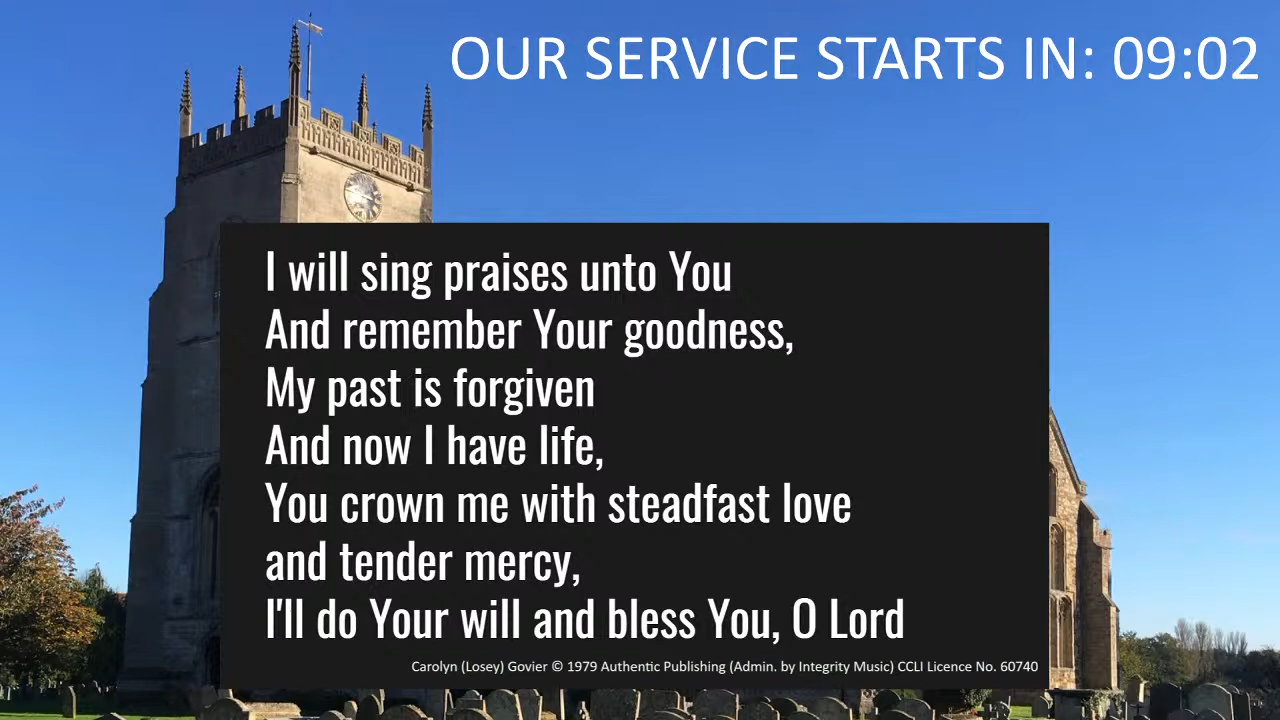 OUR SERVICE STARTS IN: 09:02
I will sing praises unto You
And remember Your goodness,
My past is forgiven
And now I have life,
You crown me with steadfast love
and tender mercy,
I'll do Your will and bless You, O Lord
Carolyn (Losey) Govier © 1979 Authentic Publishing (Admin. by Integrity Music) CCLI Licence No. 60740